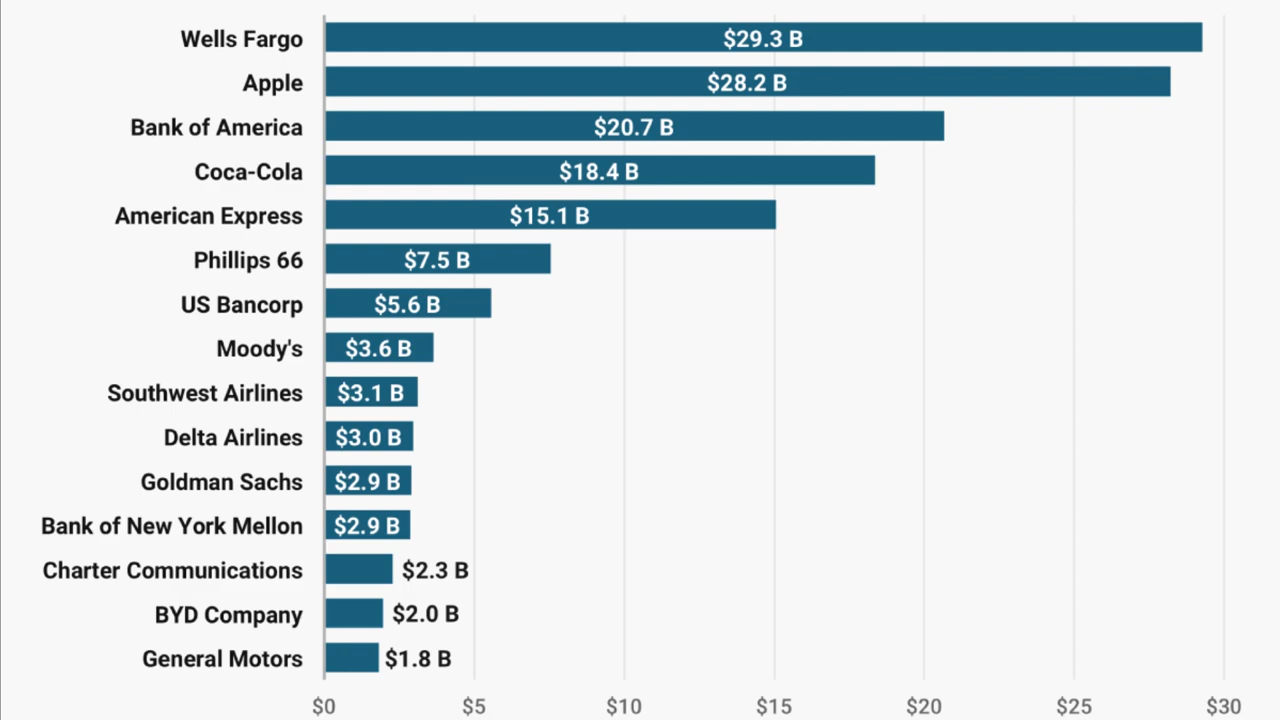 Wells Fargo $29.3 B
Apple $28.2 B
Bank of America $20.7 B
Coca-Cola $18.4 B
American Express $15.1 B
Phillips 66 $7.5 B
US Bancorp $5.6 B
Moody's $3.6 B
Southwest Airlines $3.1 B
Delta Airlines $3.0 B
Goldman Sachs $2.9 B
Bank of New York Mellon $2.9 B
Charter Communications $2.3 B
BYD Company $2.0 B
General Motors $1.8 B
$0 $5 $10 $15 $20 $25 $30